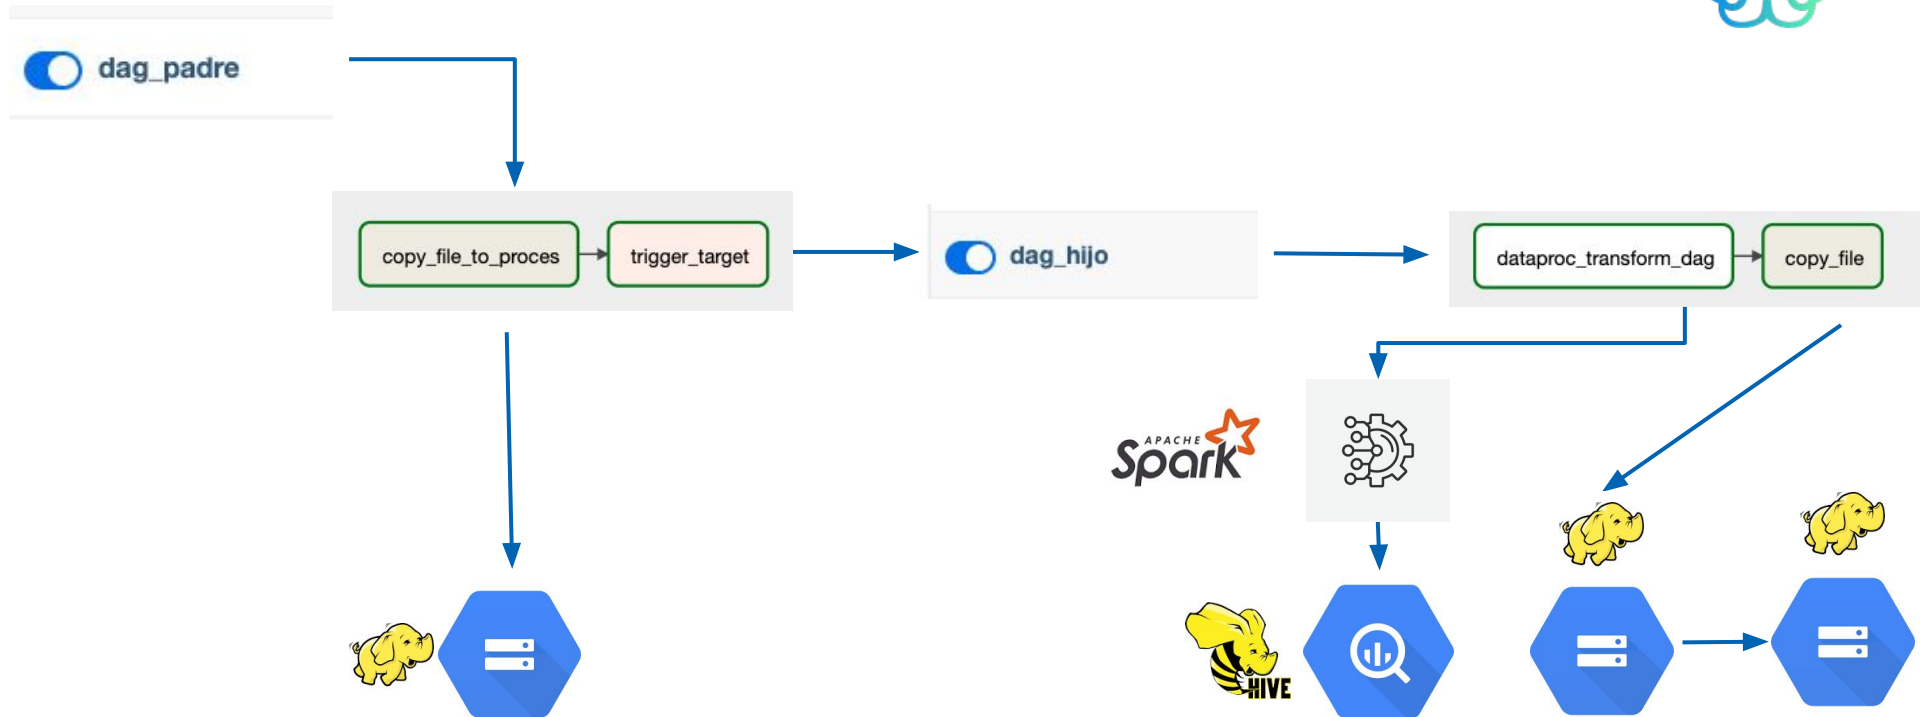 dag_padre
copy_file_to_proces
trigger_target
dag_hijo
dataproc_transform_dag
copy_file
APACHE
Spark
HIVE